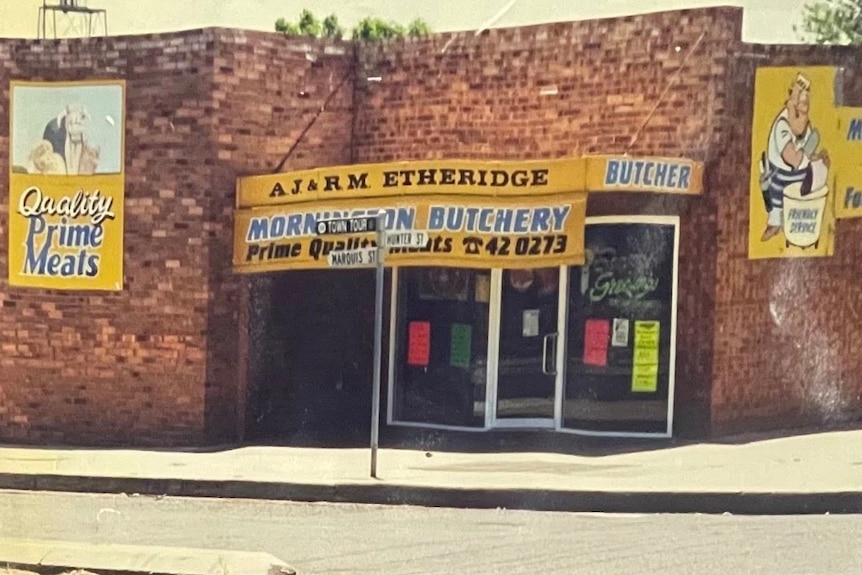 Quality
Prime
Meats
A.J. & R.M. ETHERIDGE
BUTCHER
MORNINGTON BUTCHERY
Prime Quality Meats ☎ 42 0273
TOWN TOUR
HUNTER ST
MARQUIS ST
FRIENDLY
SERVICE